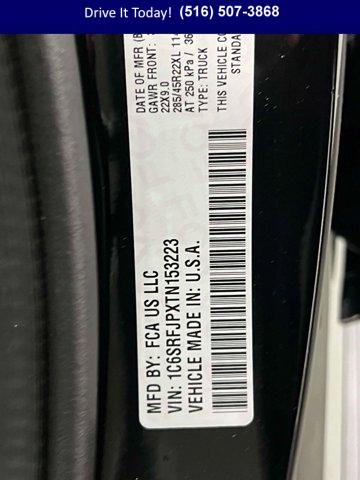 Drive It Today! (516) 507-3868
MFD BY: FCA US LLC
VIN: 1C6SRFJPXTN153223
VEHICLE MADE IN: U.S.A.
DATE OF MFR
GAWR FRONT:
22X9.0
285/45R22XL
AT 250 kPa / 36
TYPE: TRUCK
THIS VEHICLE
STANDA